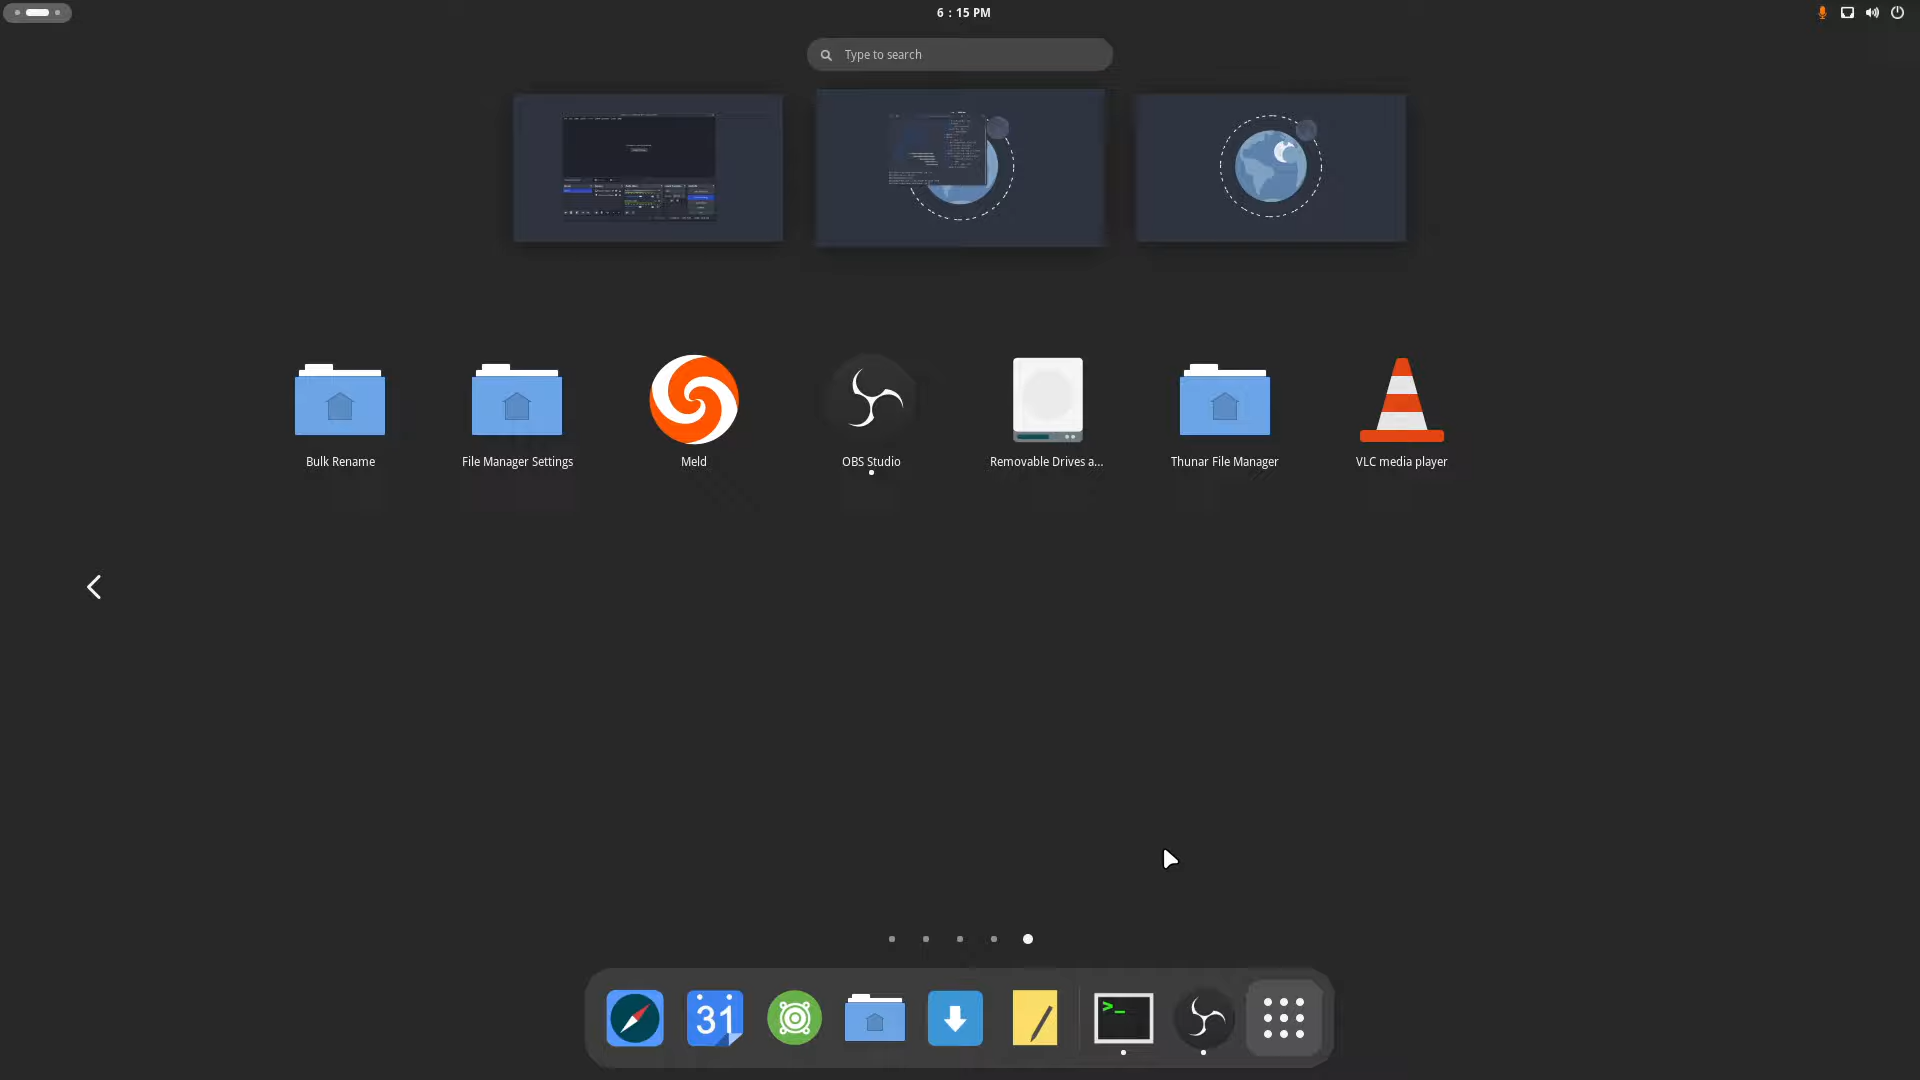 6 : 15 PM
Type to search
Bulk Rename
File Manager Settings
Meld
OBS Studio
Removable Drives a...
Thunar File Manager
VLC media player
31
>_